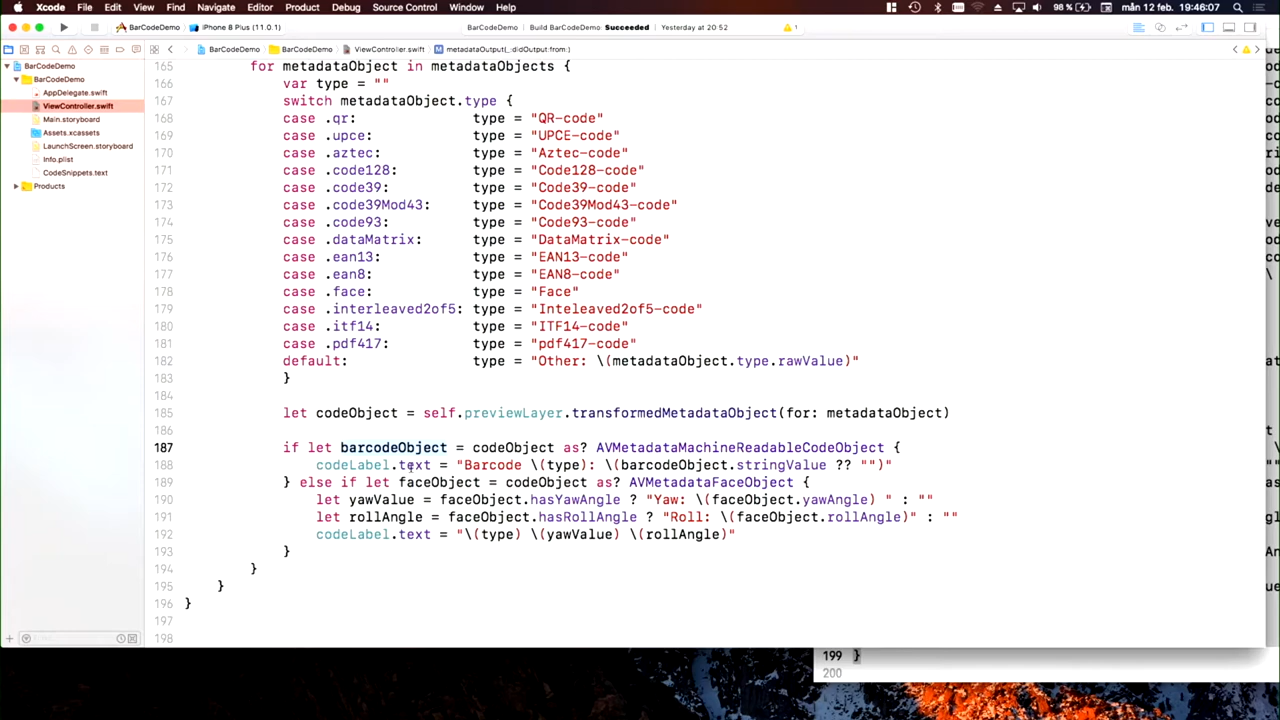 Xcode File Edit View Find Navigate Editor Product Debug Source Control Window Help 98 % mån 12 feb. 19:46:07
BarCodeDemo iPhone 8 Plus (11.0.1) BarCodeDemo Build BarCodeDemo: Succeeded Yesterday at 20:52 1
BarCodeDemo BarCodeDemo ViewController.swift metadataOutput(_:didOutput:from:)
BarCodeDemo
BarCodeDemo
AppDelegate.swift
ViewController.swift
Main.storyboard
Assets.xcassets
LaunchScreen.storyboard
Info.plist
CodeSnippets.text
Products
165 for metadataObject in metadataObjects {
166 var type = ""
167 switch metadataObject.type {
168 case .qr: type = "QR-code"
169 case .upce: type = "UPCE-code"
170 case .aztec: type = "Aztec-code"
171 case .code128: type = "Code128-code"
172 case .code39: type = "Code39-code"
173 case .code39Mod43: type = "Code39Mod43-code"
174 case .code93: type = "Code93-code"
175 case .dataMatrix: type = "DataMatrix-code"
176 case .ean13: type = "EAN13-code"
177 case .ean8: type = "EAN8-code"
178 case .face: type = "Face"
179 case .interleaved2of5: type = "Inteleaved2of5-code"
180 case .itf14: type = "ITF14-code"
181 case .pdf417: type = "pdf417-code"
182 default: type = "Other: \(metadataObject.type.rawValue)"
183 }
184
185 let codeObject = self.previewLayer.transformedMetadataObject(for: metadataObject)
186
187 if let barcodeObject = codeObject as? AVMetadataMachineReadableCodeObject {
188 codeLabel.text = "Barcode \(type): \(barcodeObject.stringValue ?? "")"
189 } else if let faceObject = codeObject as? AVMetadataFaceObject {
190 let yawValue = faceObject.hasYawAngle ? "Yaw: \(faceObject.yawAngle) " : ""
191 let rollAngle = faceObject.hasRollAngle ? "Roll: \(faceObject.rollAngle)" : ""
192 codeLabel.text = "\(type) \(yawValue) \(rollAngle)"
193 }
194 }
195 }
196 }
197
198
199 }
200